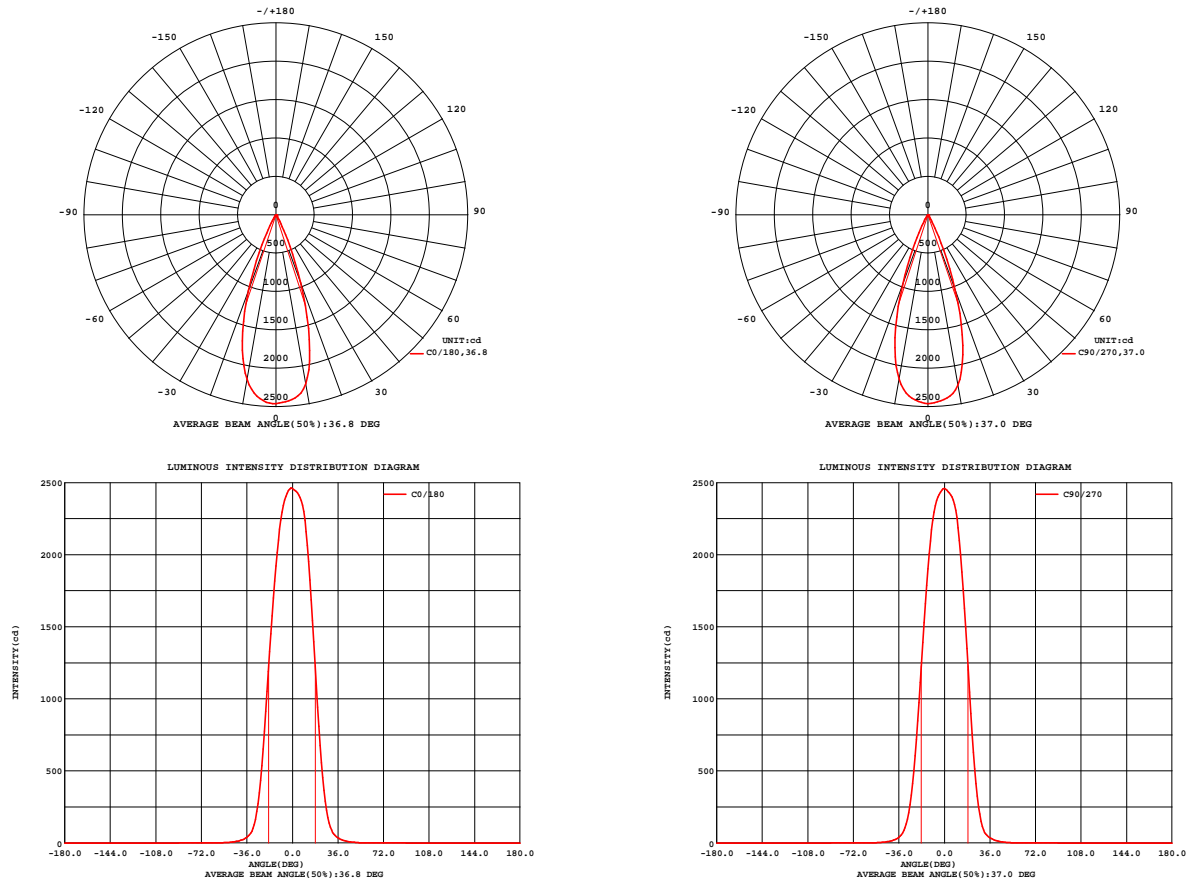 -/+180
-150 150
-120 120
-90 90
0
500
-60 60
1000
1500
UNIT:cd
C0/180,36.8
2000
-30 30
2500
0
AVERAGE BEAM ANGLE(50%):36.8 DEG
-/+180
-150 150
-120 120
-90 90
0
500
-60 60
1000
1500
UNIT:cd
C90/270,37.0
2000
-30 30
2500
0
AVERAGE BEAM ANGLE(50%):37.0 DEG
LUMINOUS INTENSITY DISTRIBUTION DIAGRAM
2500
C0/180
2000
1500
INTENSITY(cd)
1000
500
0
-180.0 -144.0 -108.0 -72.0 -36.0 0.0 36.0 72.0 108.0 144.0 180.0
ANGLE(DEG)
AVERAGE BEAM ANGLE(50%):36.8 DEG
LUMINOUS INTENSITY DISTRIBUTION DIAGRAM
2500
C90/270
2000
1500
INTENSITY(cd)
1000
500
0
-180.0 -144.0 -108.0 -72.0 -36.0 0.0 36.0 72.0 108.0 144.0 180.0
ANGLE(DEG)
AVERAGE BEAM ANGLE(50%):37.0 DEG